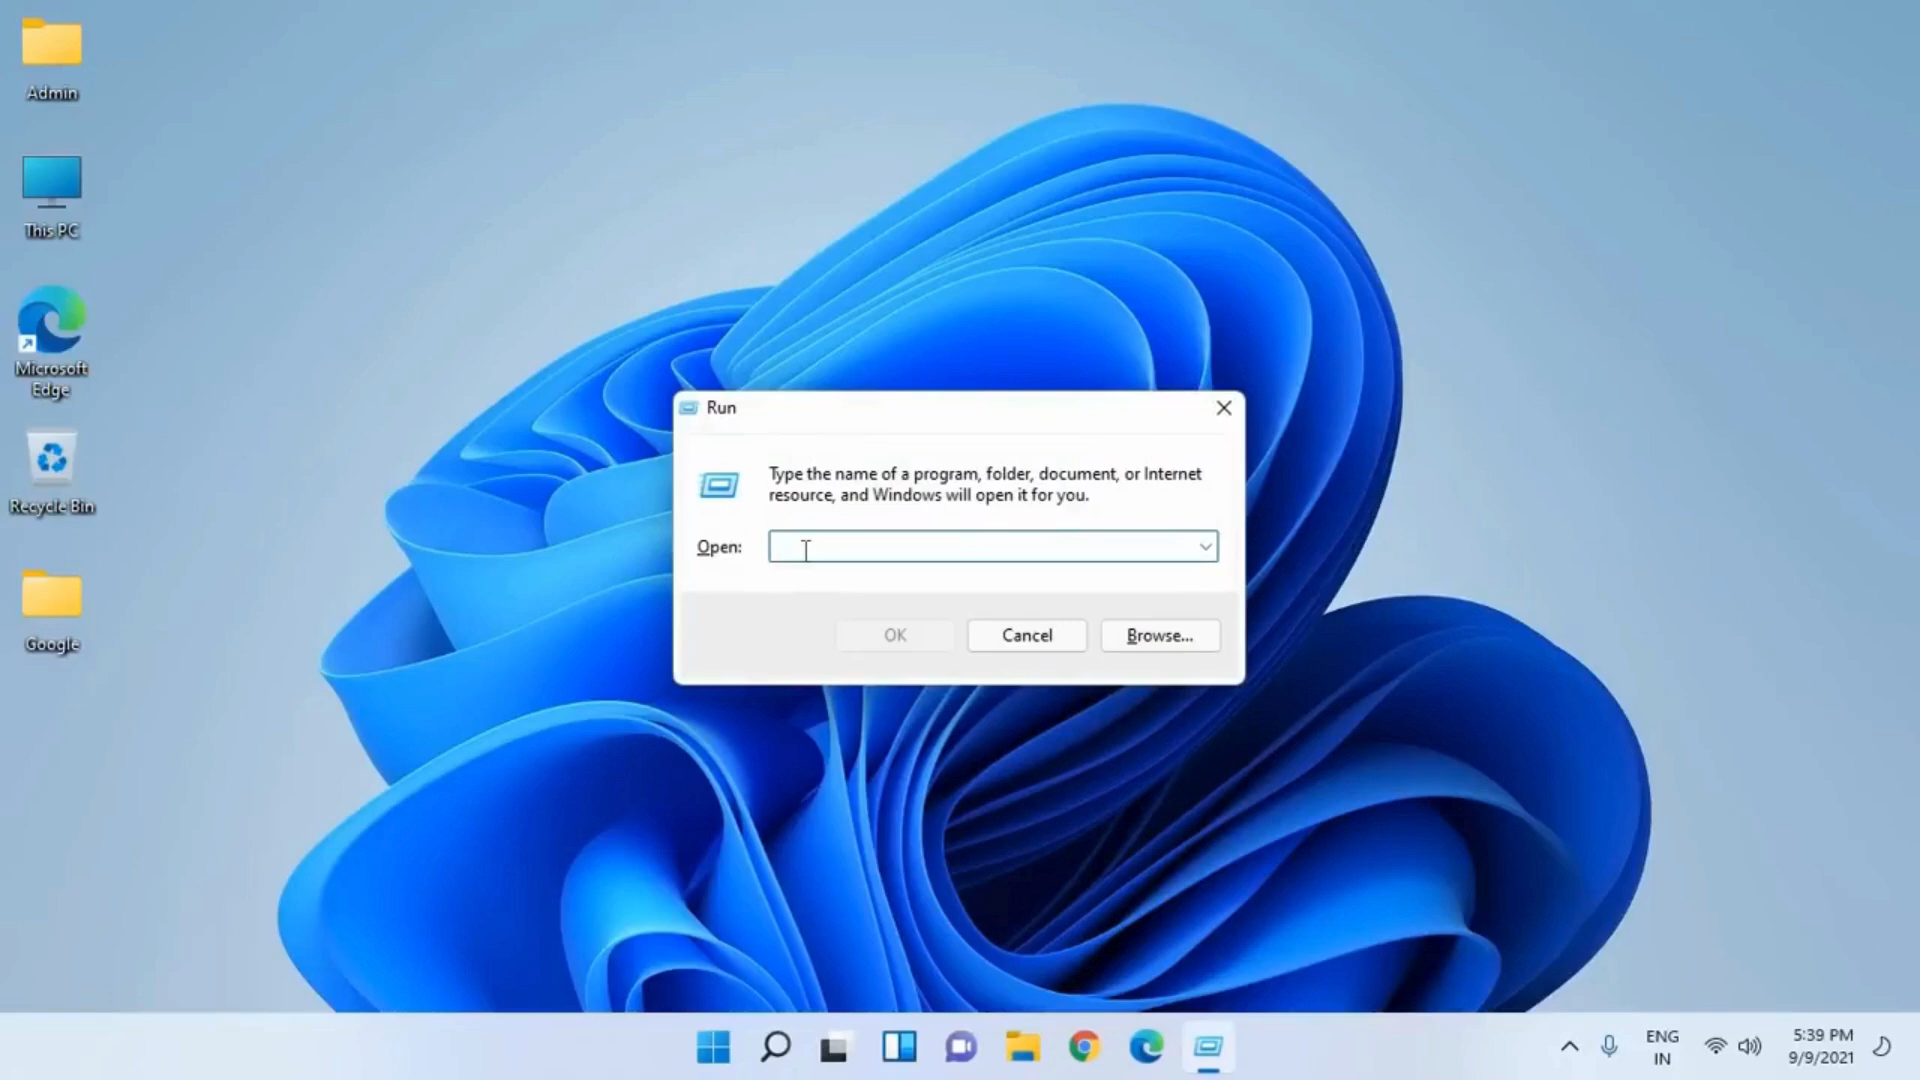 Admin
This PC
Microsoft
Edge
Recycle Bin
Google
Run
Type the name of a program, folder, document, or Internet
resource, and Windows will open it for you.
Open:
OK
Cancel
Browse...
ENG
IN
5:39 PM
9/9/2021